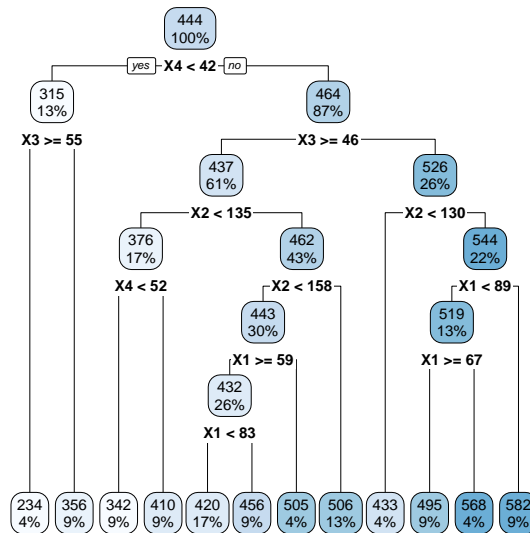 444
100%
yes X4 < 42 no
315
13%
464
87%
X3 >= 55
X3 >= 46
437
61%
526
26%
X2 < 135
X2 < 130
376
17%
462
43%
544
22%
X4 < 52
X2 < 158
X1 < 89
443
30%
519
13%
X1 >= 59
X1 >= 67
432
26%
X1 < 83
234 356 342 410 420 456 505 506 433 495 568 582
4% 9% 9% 9% 17% 9% 4% 13% 4% 9% 4% 9%